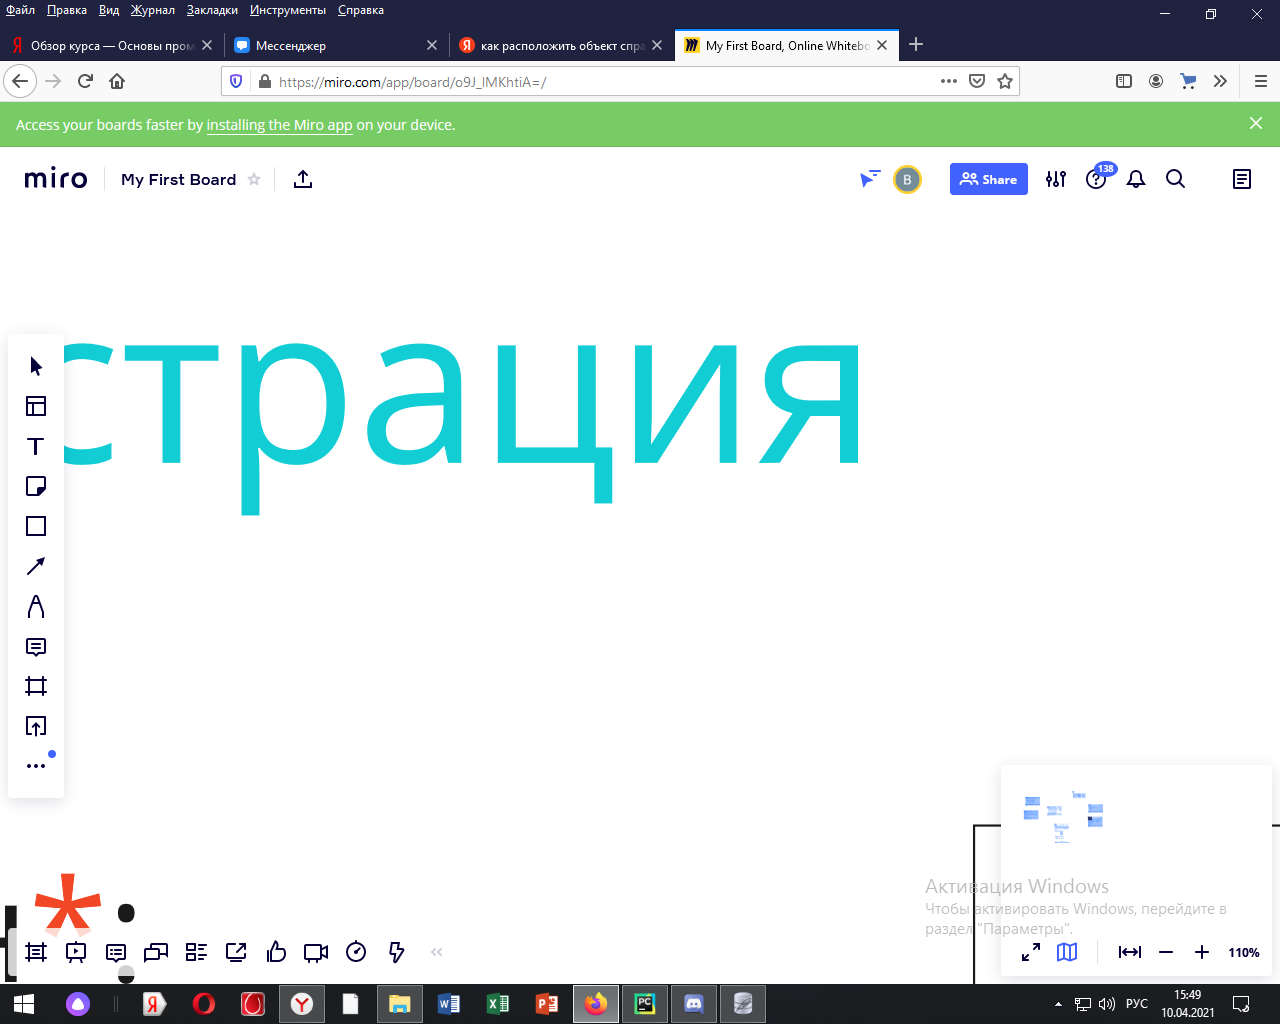 Файл Правка Вид Журнал Закладки Инструменты Справка
Обзор курса — Основы пром
Мессенджер
как расположить объект спра
My First Board, Online Whitebo
https://miro.com/app/board/o9J_lMKhtiA=/
Access your boards faster by installing the Miro app on your device.
miro
My First Board
B
Share
138
страция
*:
Активация Windows
Чтобы активировать Windows, перейдите в
раздел "Параметры".
110%
РУС
15:49
10.04.2021